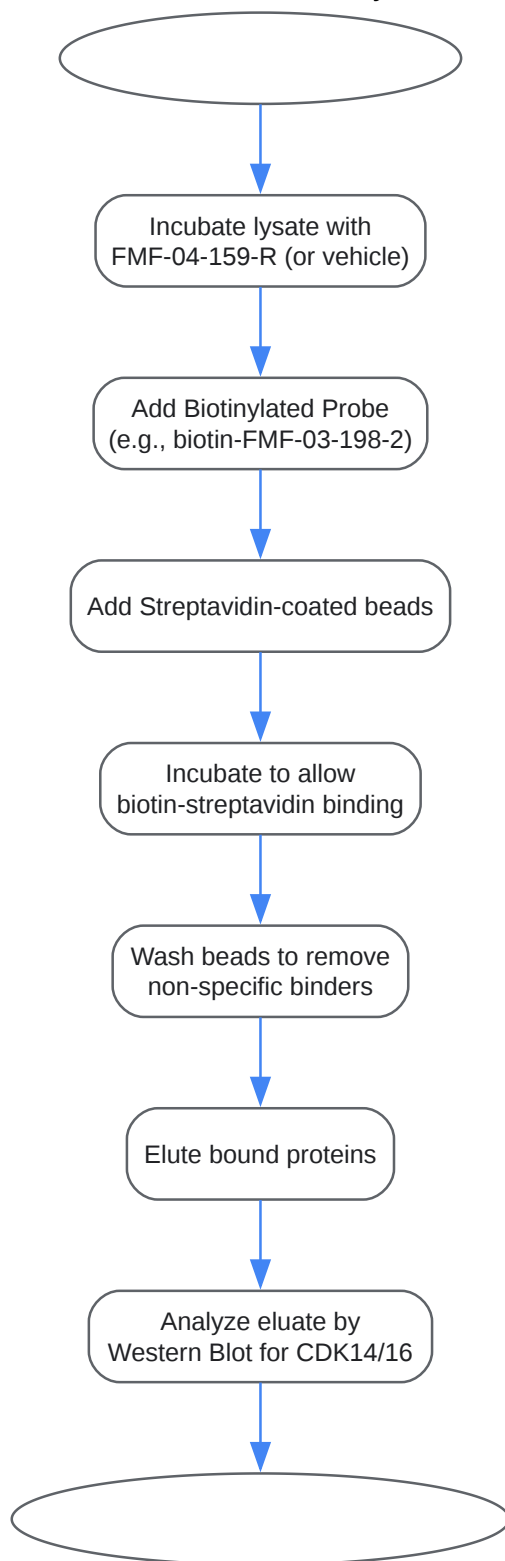 Incubate lysate with
FMF-04-159-R (or vehicle)
Add Biotinylated Probe
(e.g., biotin-FMF-03-198-2)
Add Streptavidin-coated beads
Incubate to allow
biotin-streptavidin binding
Wash beads to remove
non-specific binders
Elute bound proteins
Analyze eluate by
Western Blot for CDK14/16